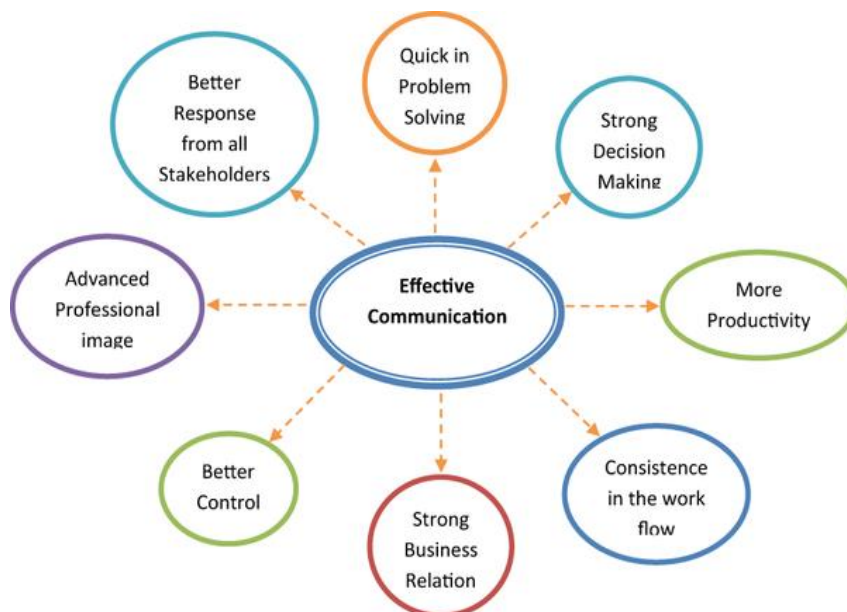 Quick in
Problem
Solving
Better
Response
from all
Stakeholders
Strong
Decision
Making
Advanced
Professional
image
Effective
Communication
More
Productivity
Better
Control
Strong
Business
Relation
Consistence
in the work
flow